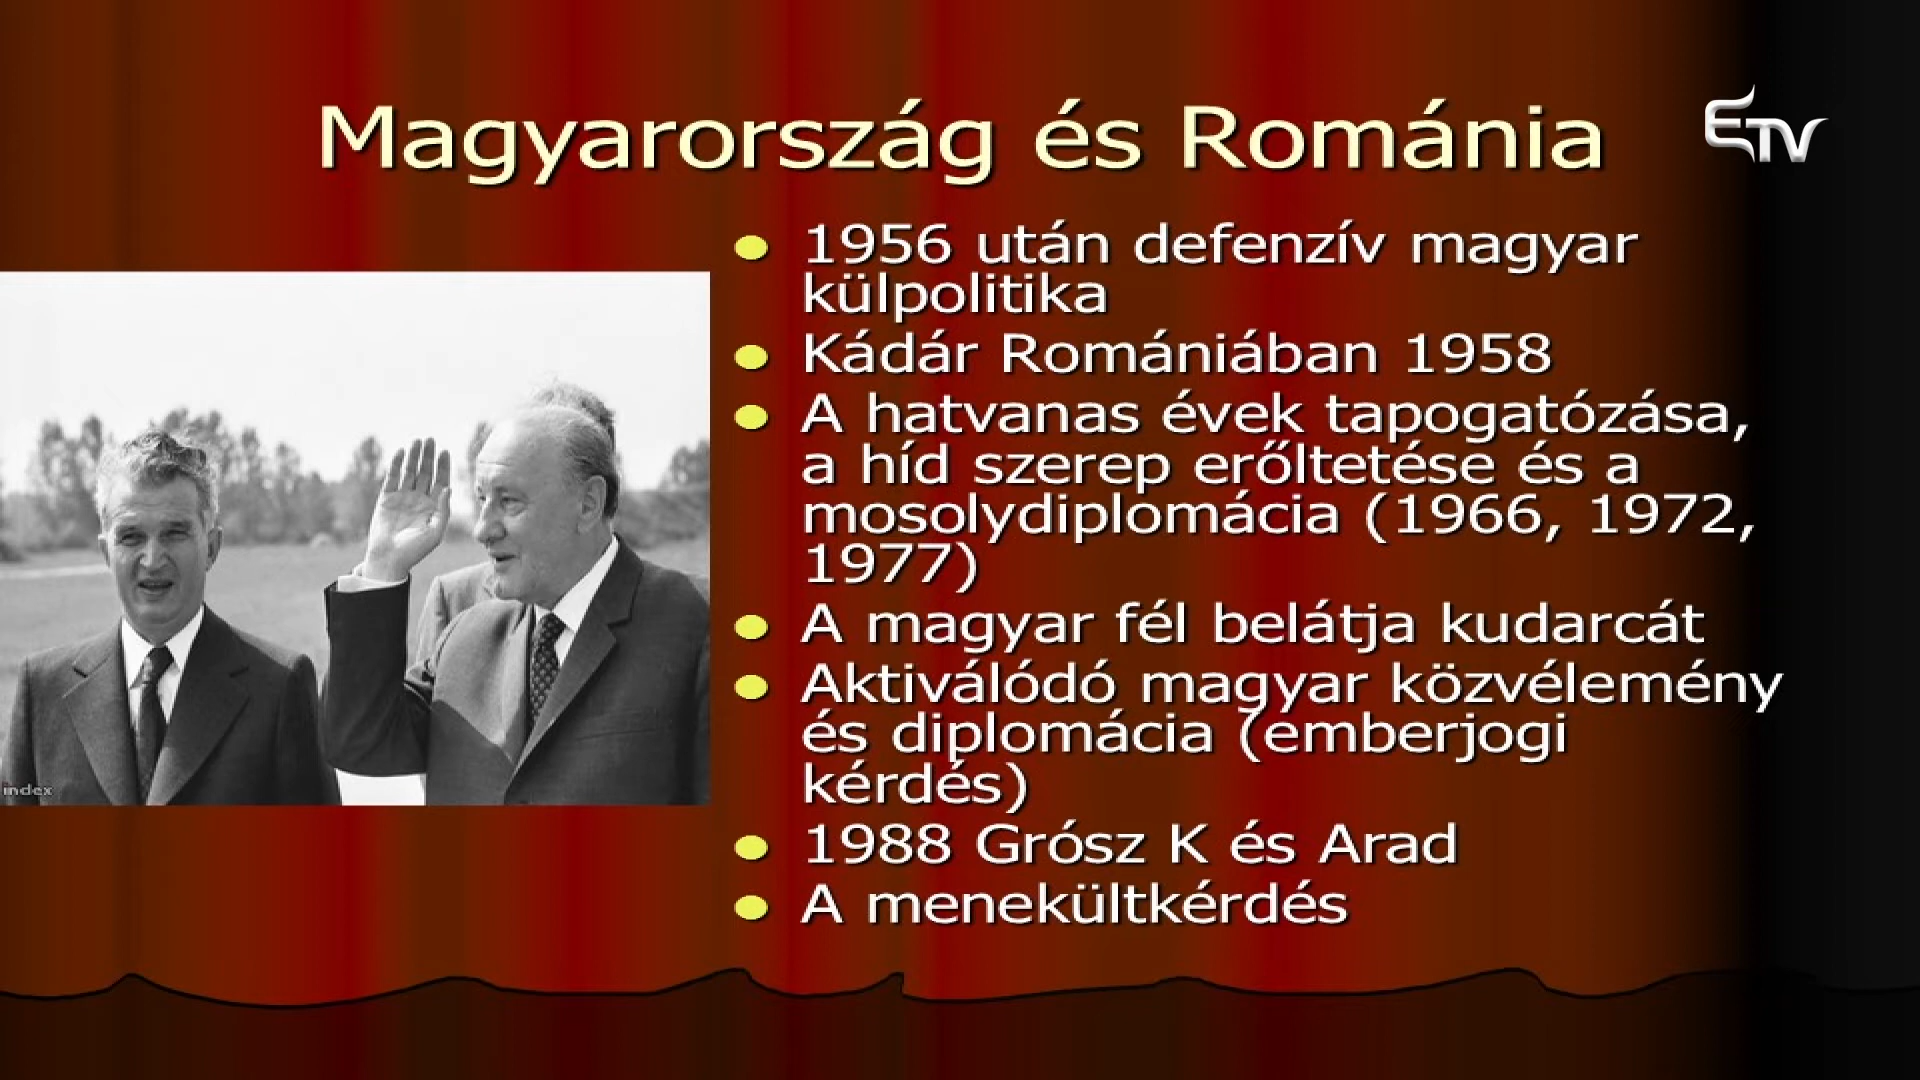 Magyarország és Románia
ETV
1956 után defenzív magyar
külpolitika
Kádár Romániában 1958
A hatvanas évek tapogatózása,
a híd szerep erőltetése és a
mosolydiplomácia (1966, 1972,
1977)
A magyar fél belátja kudarcát
Aktiválódó magyar közvélemény
és diplomácia (emberjogi
kérdés)
1988 Grósz K és Arad
A menekültkérdés
index